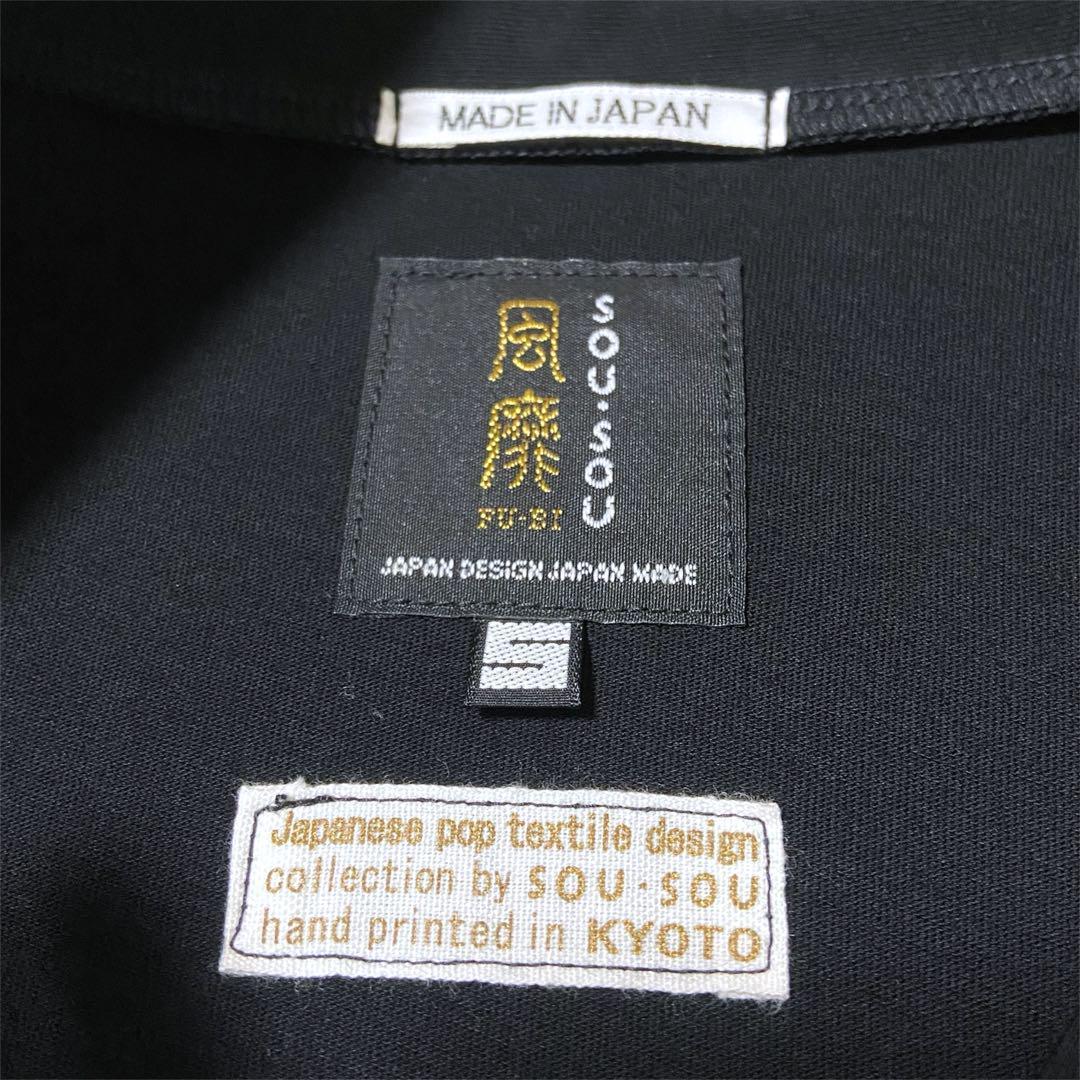 MADE IN JAPAN
SOU・SOU
風靡
FU-BI
JAPAN DESIGN JAPAN MADE
S
Japanese pop textile design
collection by SOU・SOU
hand printed in KYOTO